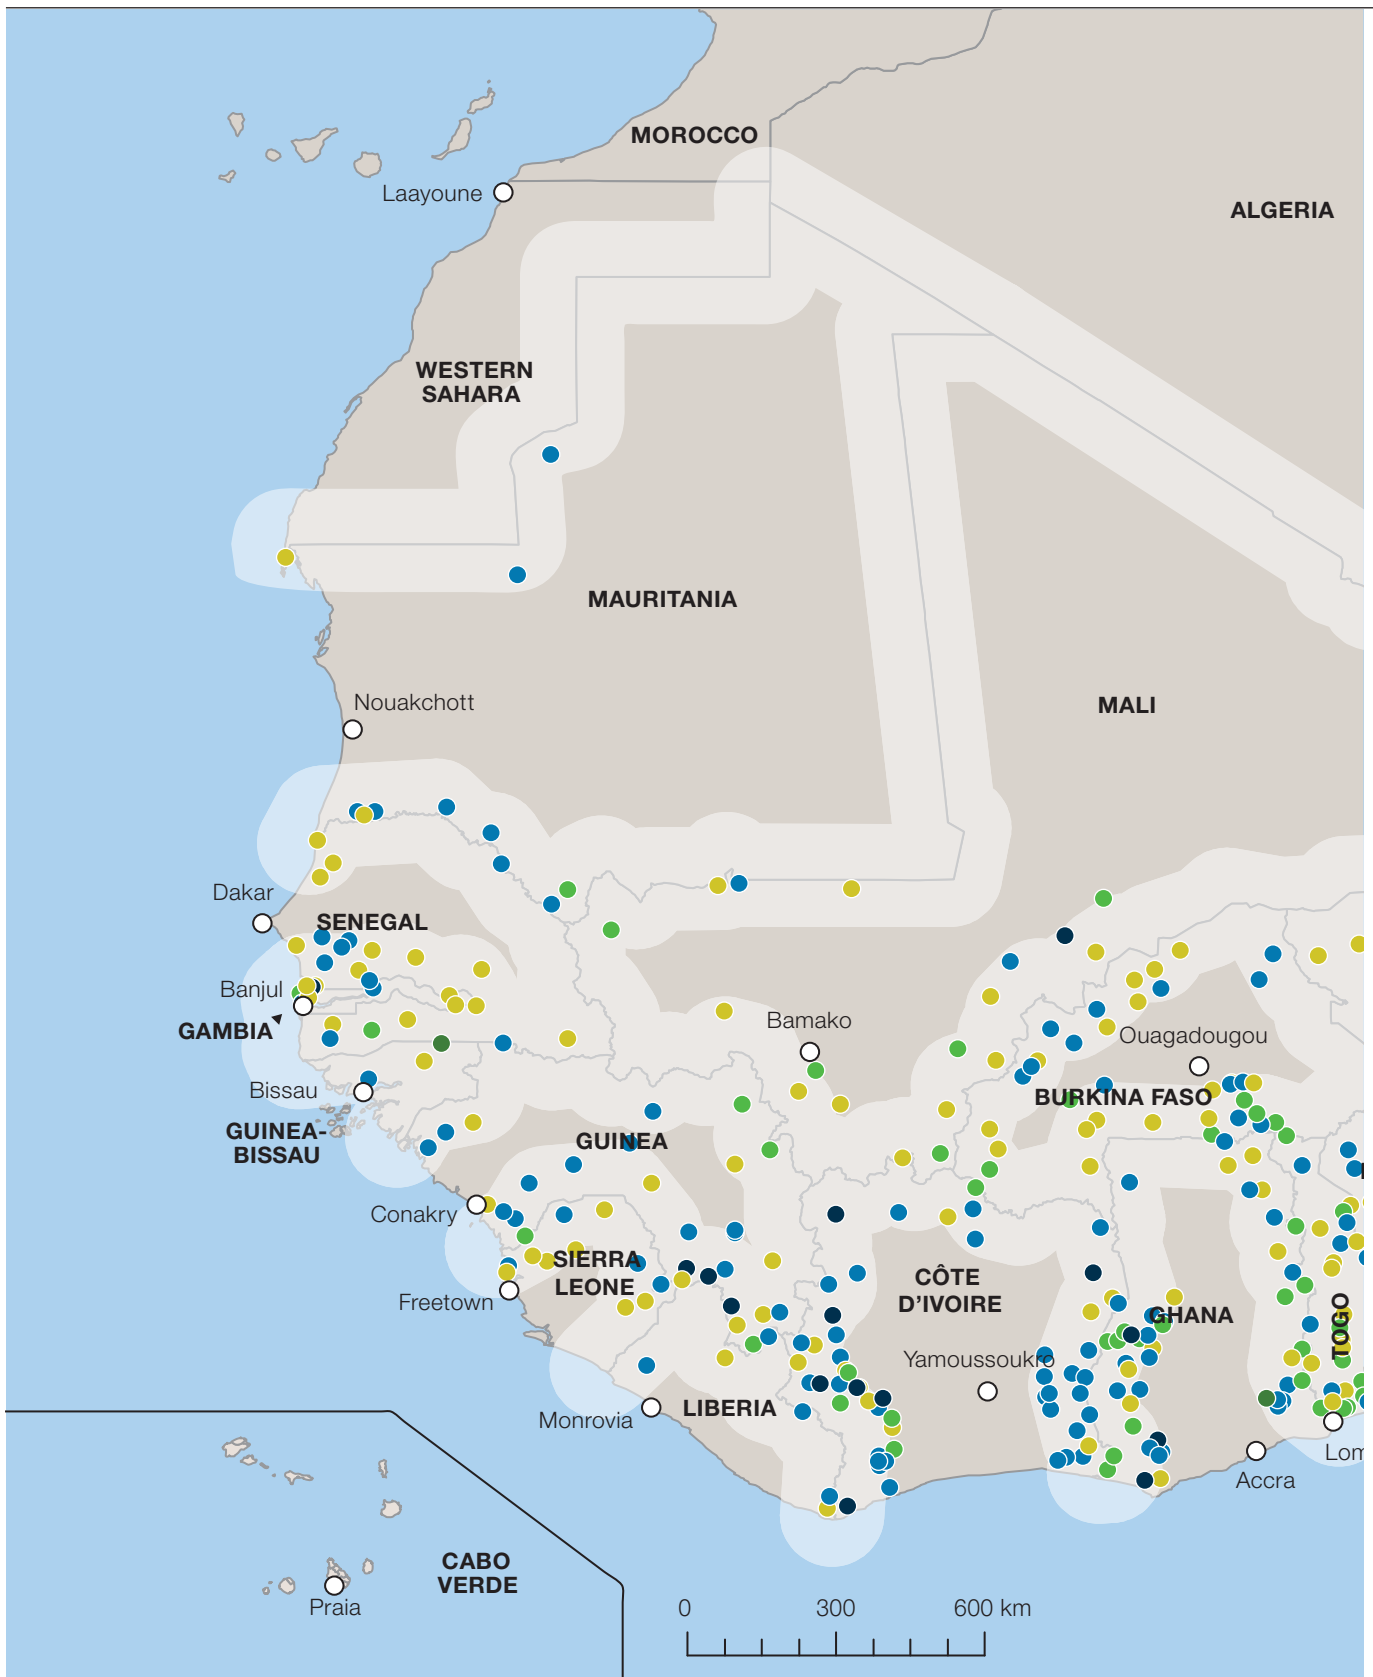 MOROCCO
Laayoune
ALGERIA
WESTERN
SAHARA
MAURITANIA
Nouakchott
MALI
Dakar
SENEGAL
Banjul
GAMBIA
Bamako
Ouagadougou
Bissau
BURKINA FASO
GUINEA-
BISSAU
GUINEA
Conakry
SIERRA
LEONE
Freetown
CÔTE
D'IVOIRE
GHANA
TOGO
Yamoussoukro
Monrovia
LIBERIA
Lom
Accra
CABO
VERDE
Praia
0 300 600 km